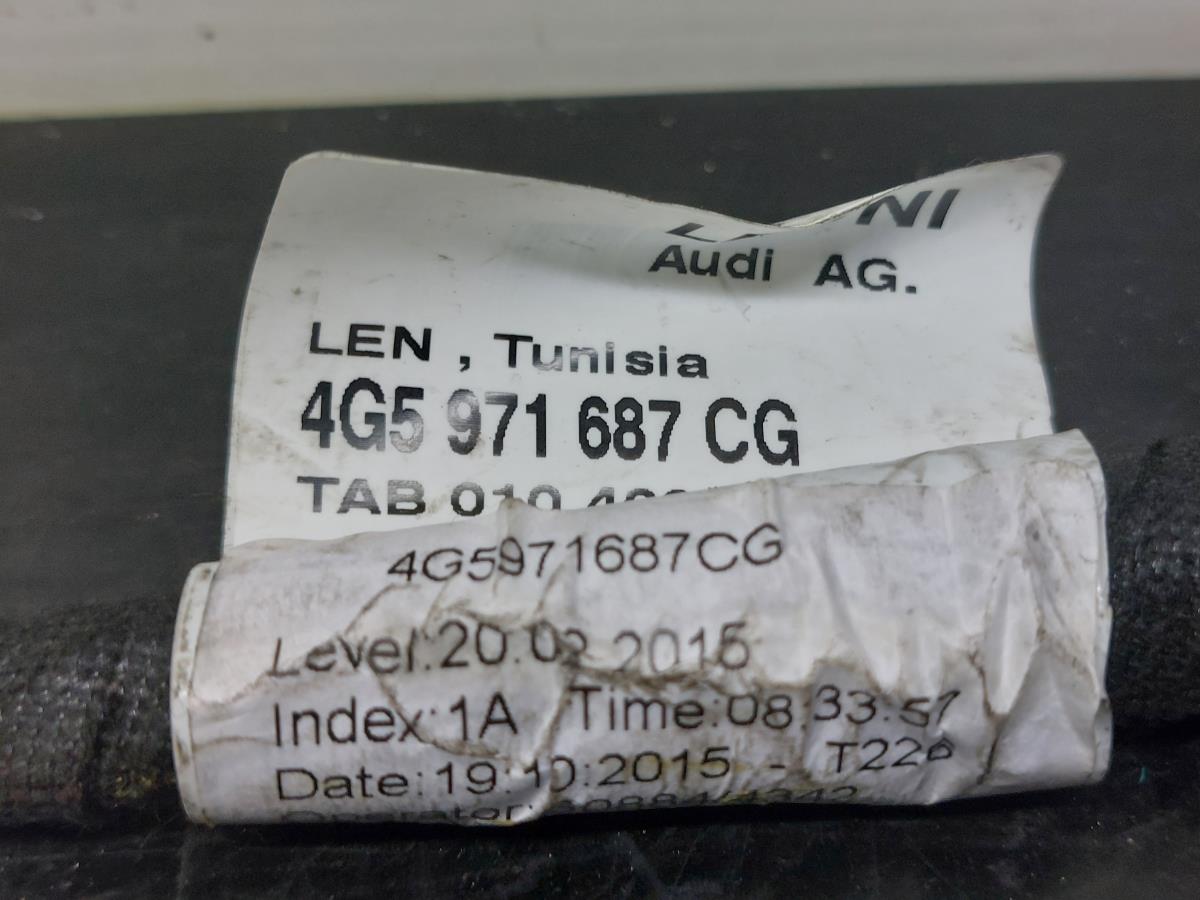 Audi AG.
LEN , Tunisia
4G5 971 687 CG
TAB
4G5971687CG
Level:20.02.2015
Index:1A Time:08:33:57
Date:19:10:2015 -